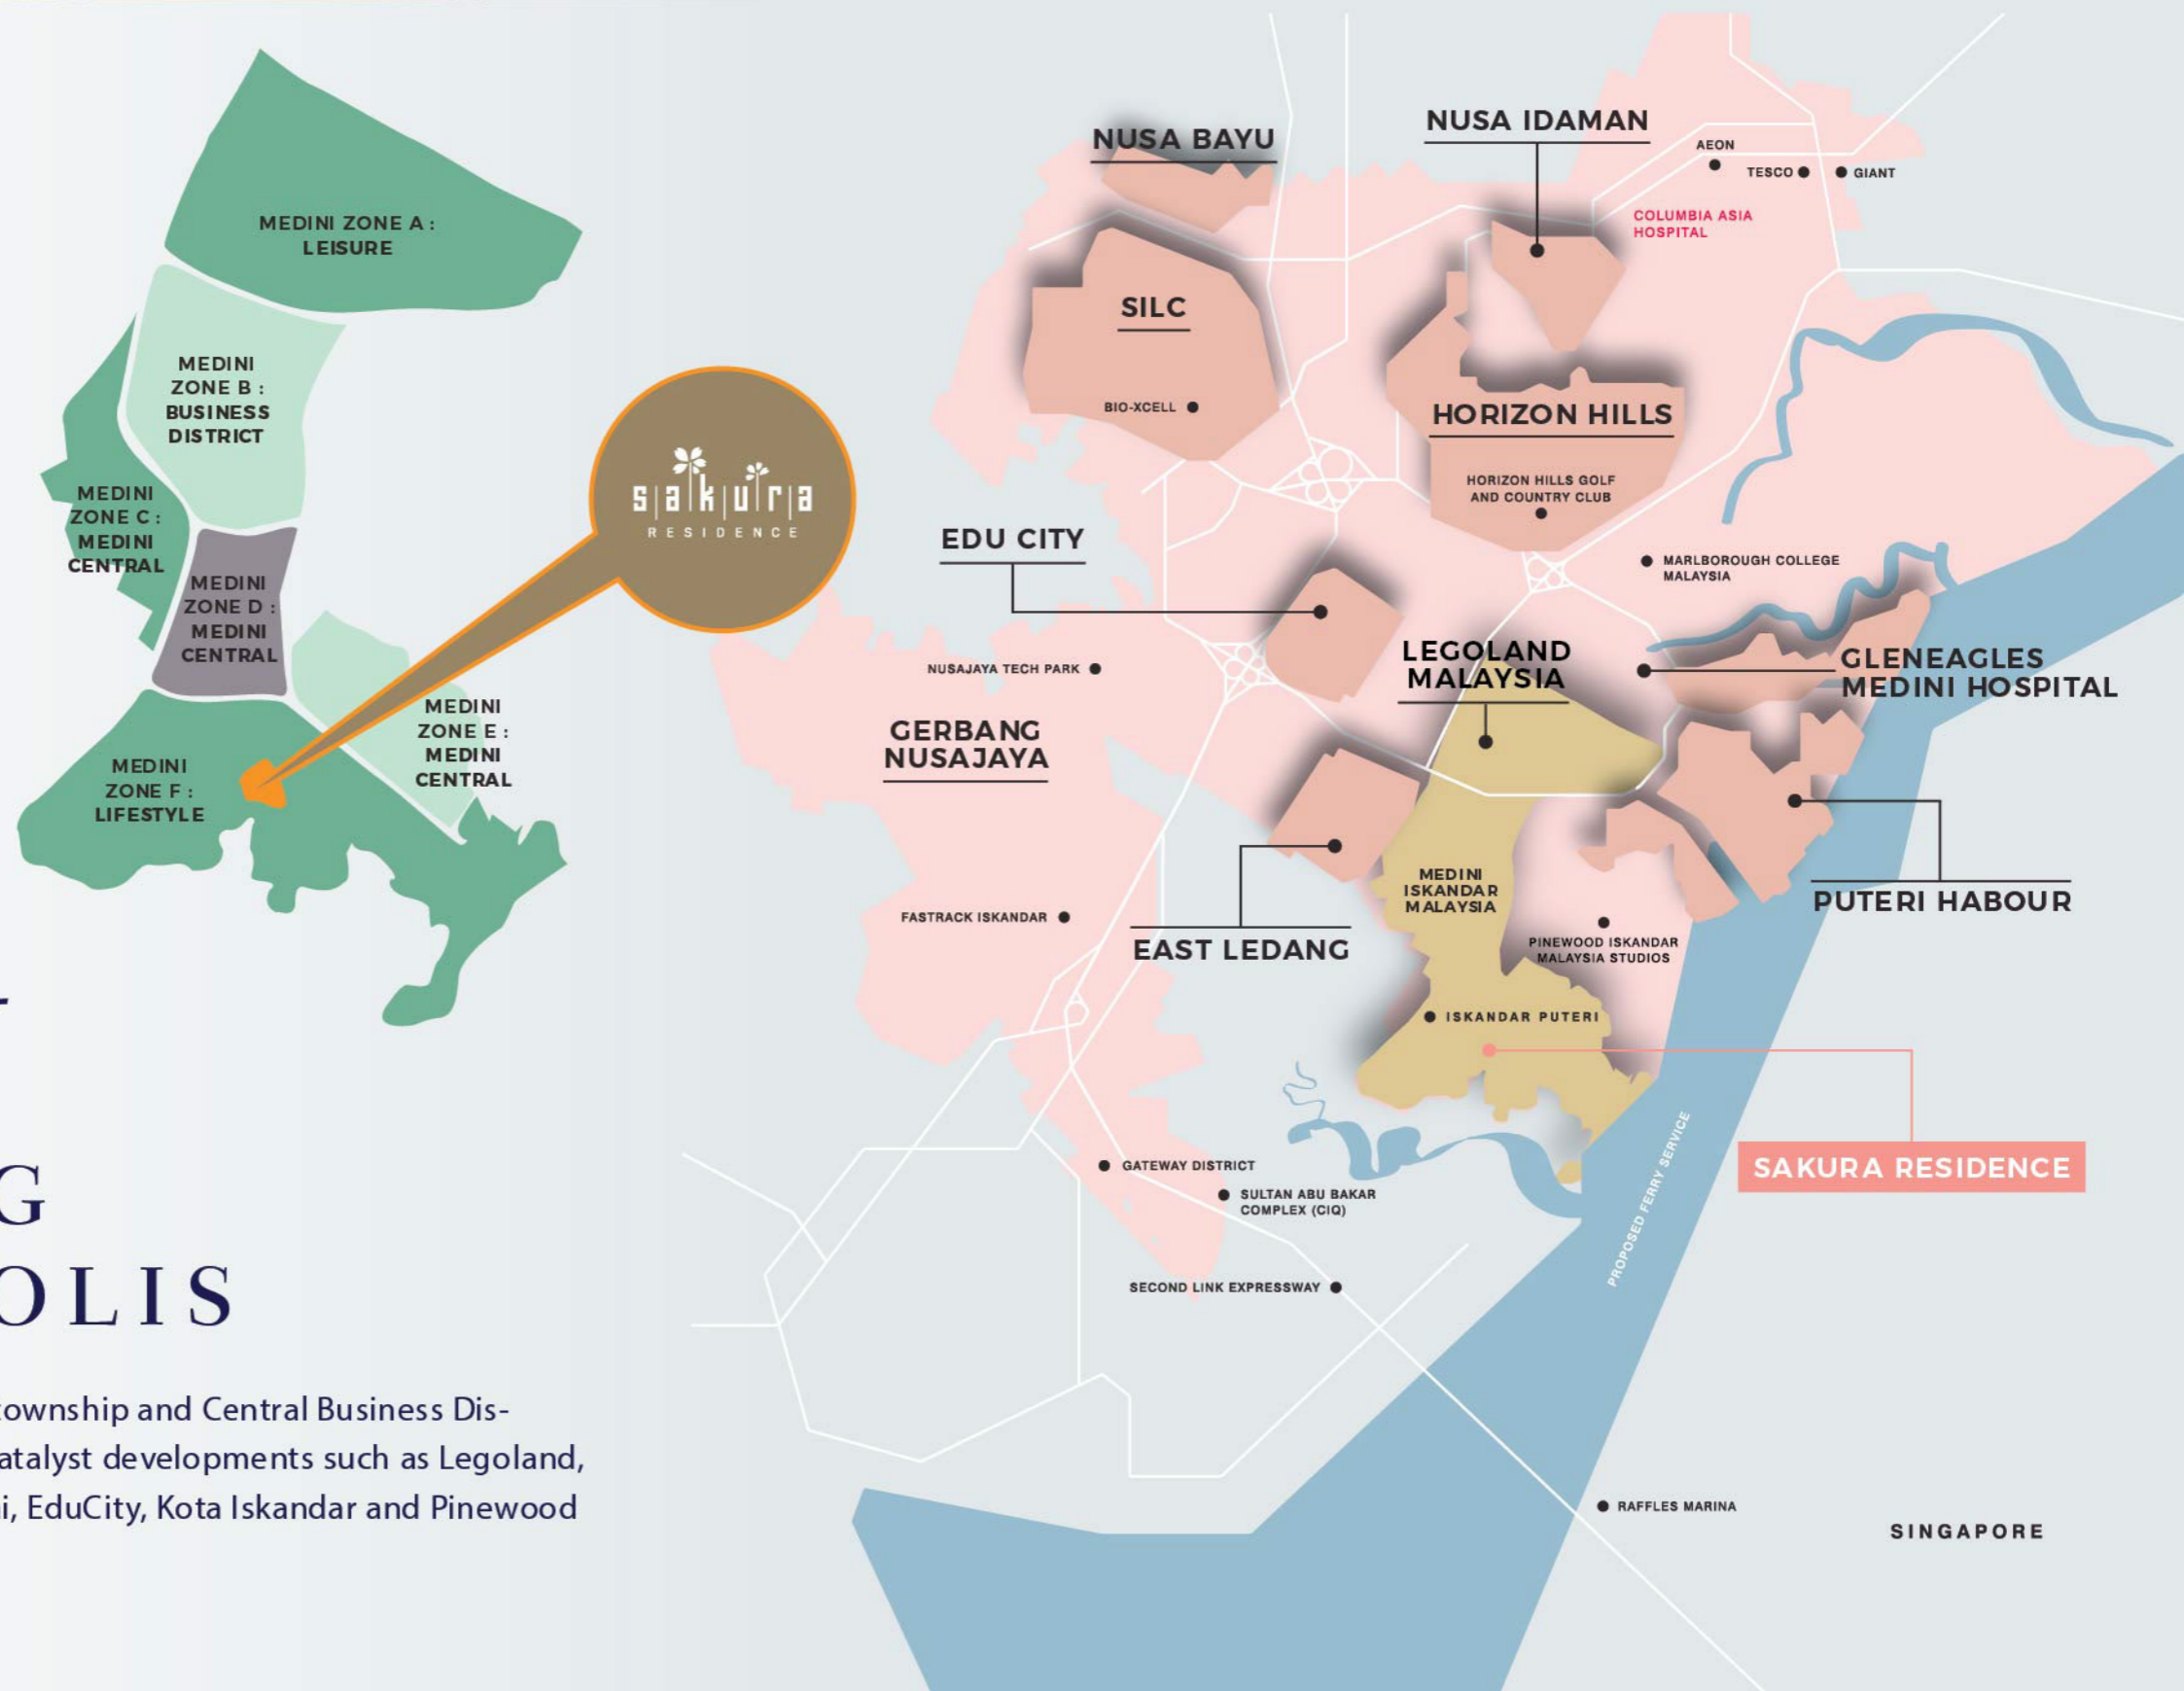 MEDINI ZONE A :
LEISURE
MEDINI
ZONE B :
BUSINESS
DISTRICT
MEDINI
ZONE C :
MEDINI
CENTRAL
MEDINI
ZONE D :
MEDINI
CENTRAL
MEDINI
ZONE E :
MEDINI
CENTRAL
MEDINI
ZONE F :
LIFESTYLE
s|a|k|u|r|a
RESIDENCE
G
OLIS
township and Central Business Dis-
atalyst developments such as Legoland,
i, EduCity, Kota Iskandar and Pinewood
NUSA BAYU
NUSA IDAMAN
AEON
TESCO
GIANT
COLUMBIA ASIA
HOSPITAL
SILC
BIO-XCELL
HORIZON HILLS
HORIZON HILLS GOLF
AND COUNTRY CLUB
EDU CITY
MARLBOROUGH COLLEGE
MALAYSIA
NUSAJAYA TECH PARK
LEGOLAND
MALAYSIA
GLENEAGLES
MEDINI HOSPITAL
GERBANG
NUSAJAYA
MEDINI
ISKANDAR
MALAYSIA
PUTERI HABOUR
FASTRACK ISKANDAR
EAST LEDANG
PINEWOOD ISKANDAR
MALAYSIA STUDIOS
ISKANDAR PUTERI
SAKURA RESIDENCE
PROPOSED FERRY SERVICE
GATEWAY DISTRICT
SULTAN ABU BAKAR
COMPLEX (CIQ)
SECOND LINK EXPRESSWAY
RAFFLES MARINA
SINGAPORE